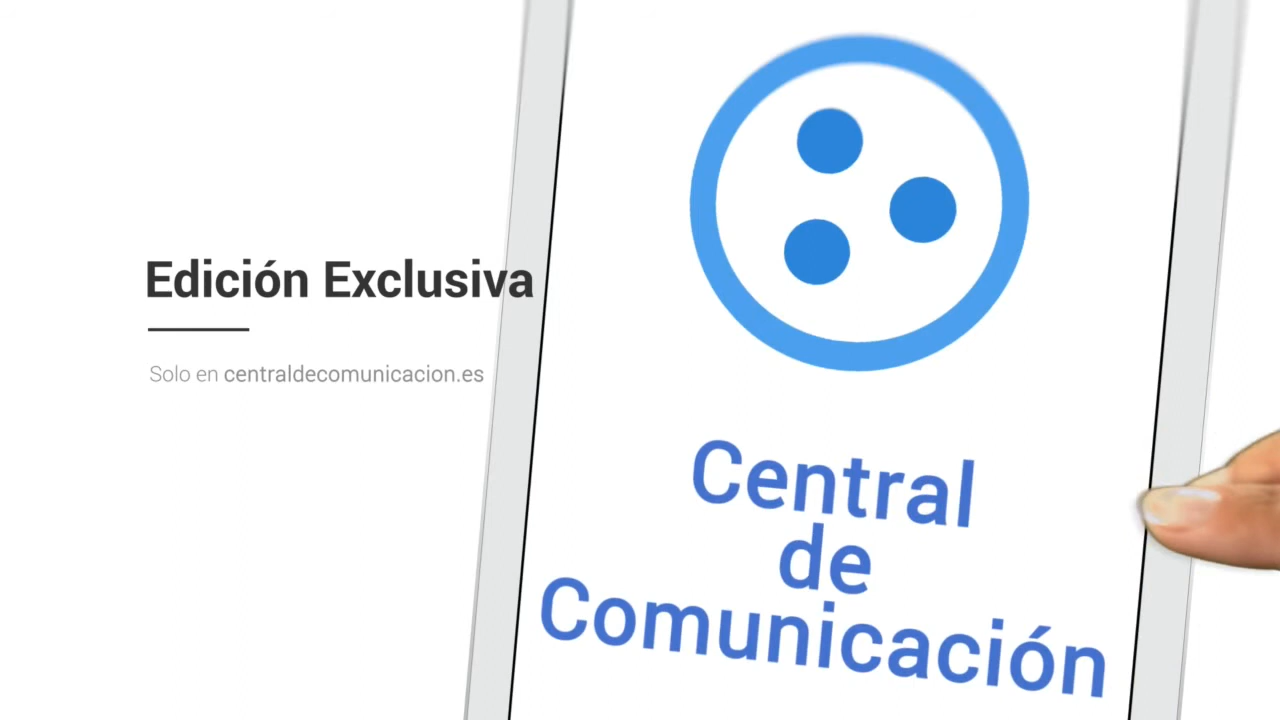 Edición Exclusiva
Solo en centraldecomunicacion.es
Central
de
Comunicación